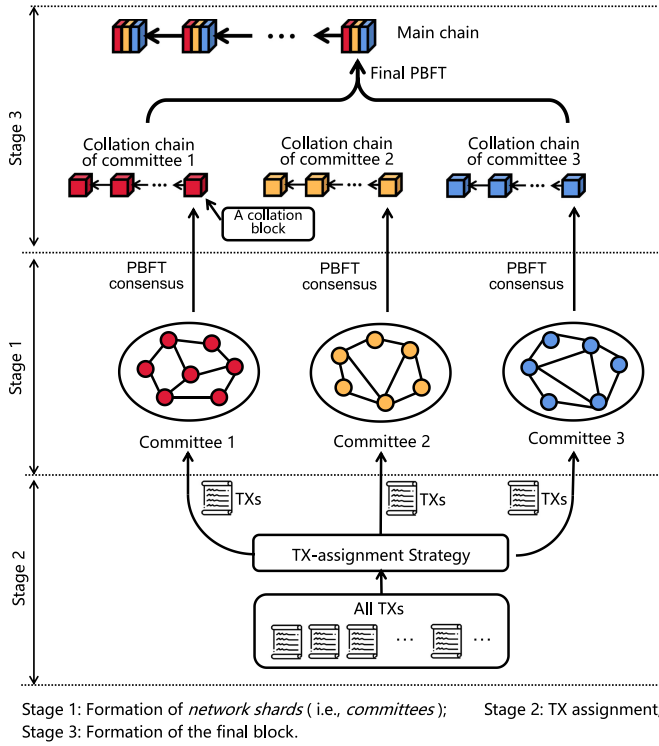 Main chain
Final PBFT
Stage 3
Collation chain
of committee 1
Collation chain
of committee 2
Collation chain
of committee 3
A collation
block
PBFT
consensus
PBFT
consensus
PBFT
consensus
Stage 1
Committee 1
Committee 2
Committee 3
TXs
TXs
TXs
Stage 2
TX-assignment Strategy
All TXs
Stage 1: Formation of network shards ( i.e., committees ); Stage 2: TX assignment,
Stage 3: Formation of the final block.